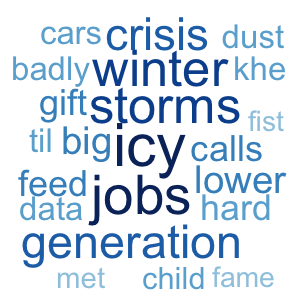 cars crisis dust
badly winter khe
gift storms fist
til big icy calls
feed jobs lower
data hard
generation
met child fame